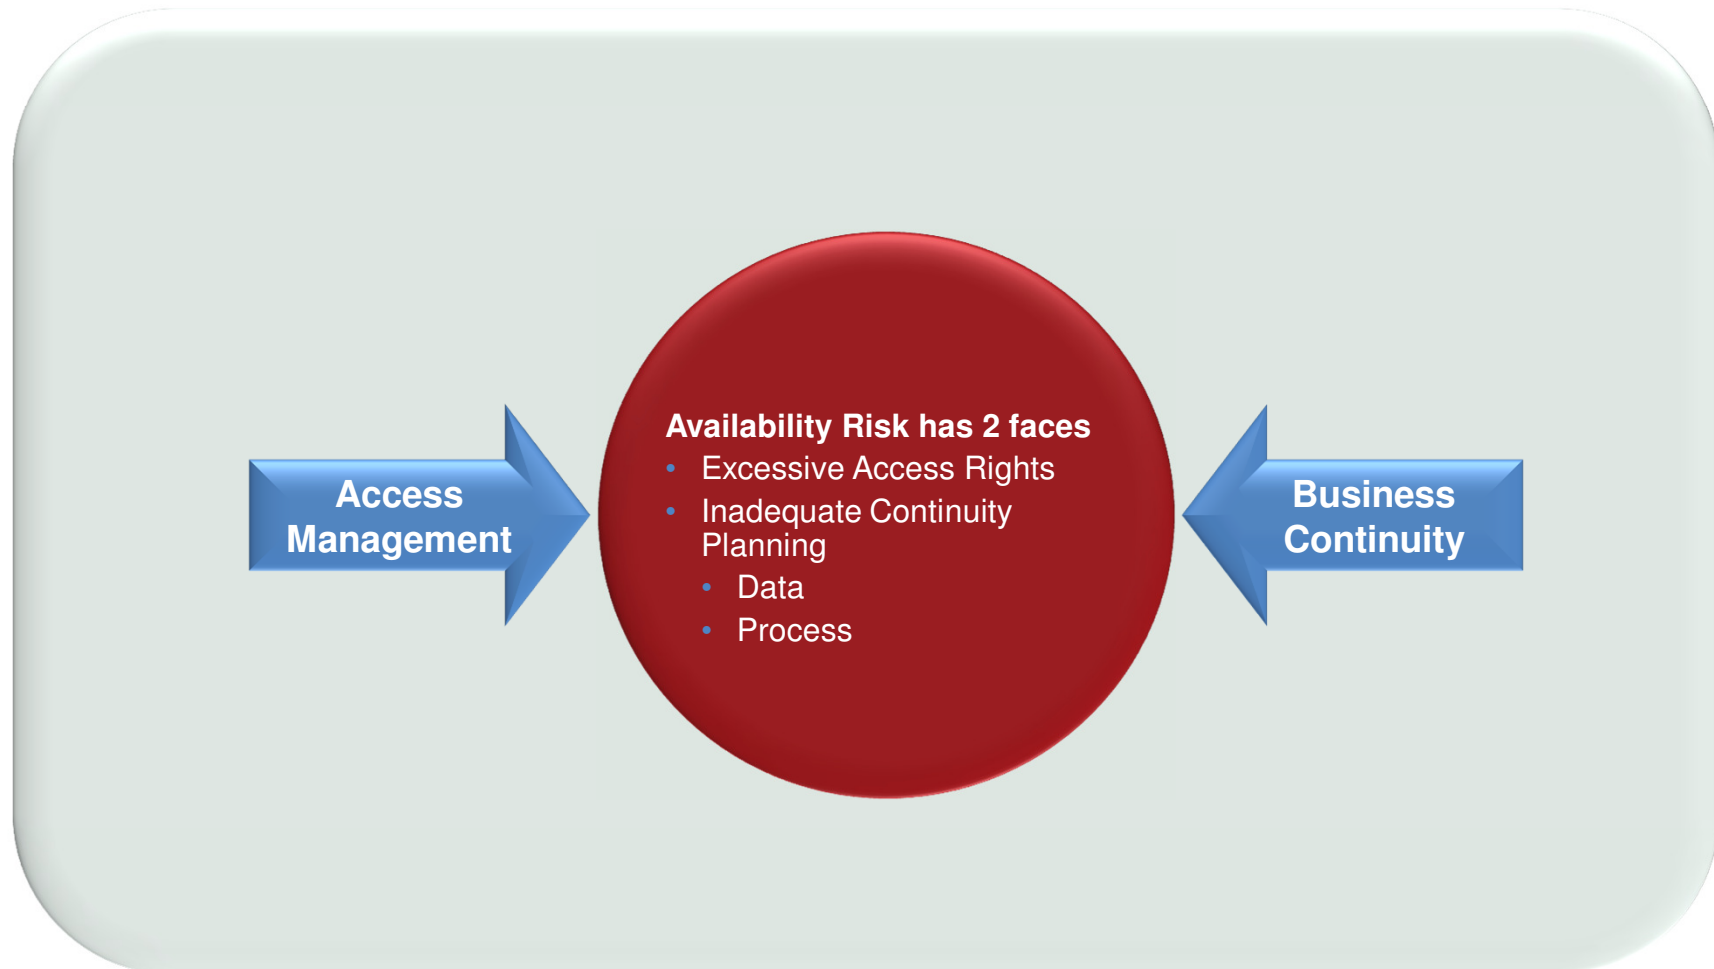 Availability Risk has 2 faces
• Excessive Access Rights
• Inadequate Continuity
Planning
• Data
• Process
Access
Management
Business
Continuity